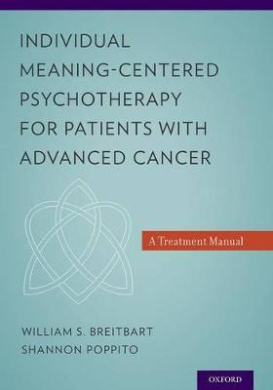 INDIVIDUAL
MEANING-CENTERED
PSYCHOTHERAPY
FOR PATIENTS WITH
ADVANCED CANCER
A Treatment Manual
WILLIAM S. BREITBART
SHANNON POPPITO
OXFORD